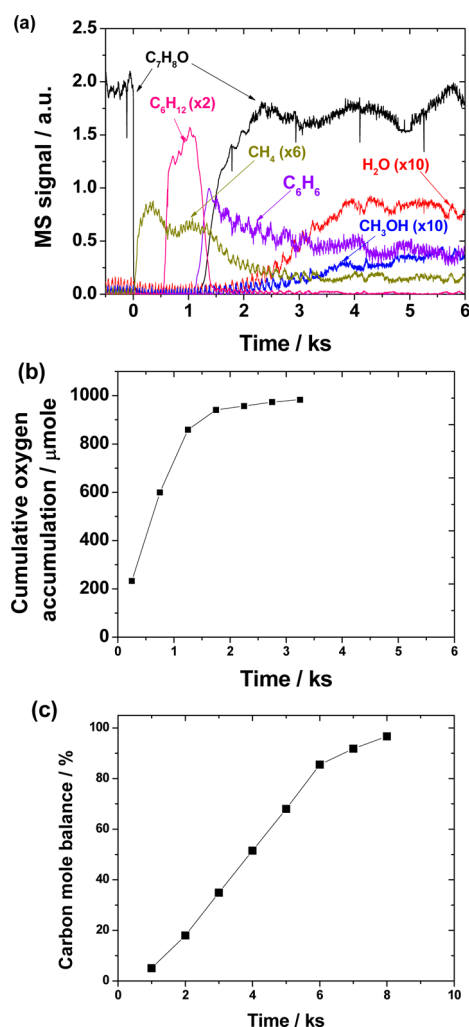 (a)
MS signal / a.u.
2.5
2.0
1.5
1.0
0.5
0.0
C₇H₈O
C₆H₁₂ (x2)
CH₄ (x6)
C₆H₆
H₂O (x10)
CH₃OH (x10)
0 1 2 3 4 5 6
Time / ks
(b)
Cumulative oxygen
accumulation / μmole
1000
800
600
400
200
0
0 1 2 3 4 5 6
Time / ks
(c)
Carbon mole balance / %
100
80
60
40
20
0
0 2 4 6 8 10
Time / ks